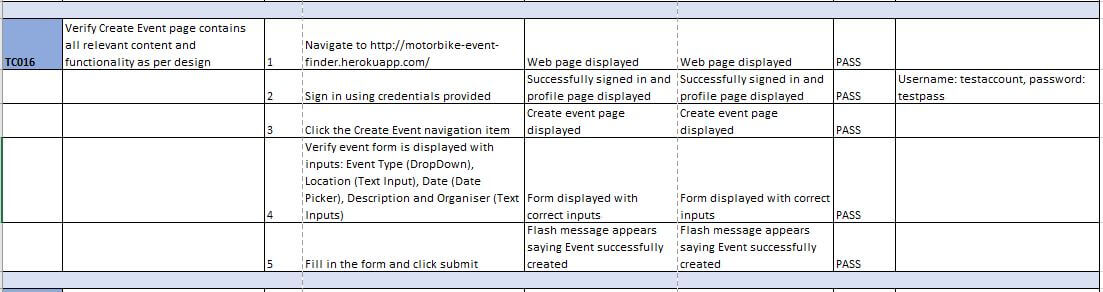 TC016
Verify Create Event page contains
all relevant content and
functionality as per design
1
Navigate to http://motorbike-event-
finder.herokuapp.com/
Web page displayed
Web page displayed
PASS
2
Sign in using credentials provided
Successfully signed in and
profile page displayed
Successfully signed in and
profile page displayed
PASS
Username: testaccount, password:
testpass
3
Click the Create Event navigation item
Create event page
displayed
Create event page
displayed
PASS
4
Verify event form is displayed with
inputs: Event Type (DropDown),
Location (Text Input), Date (Date
Picker), Description and Organiser (Text
Inputs)
Form displayed with
correct inputs
Form displayed with correct
inputs
PASS
5
Fill in the form and click submit
Flash message appears
saying Event successfully
created
Flash message appears
saying Event successfully
created
PASS